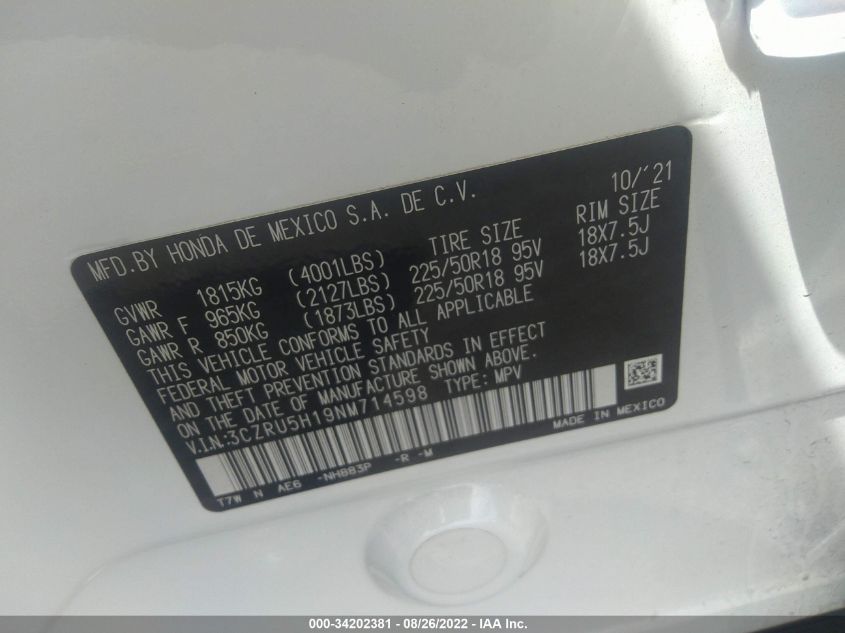 MFD.BY HONDA DE MEXICO S.A. DE C.V. 10/'21
TIRE SIZE RIM SIZE
GVWR 1815KG (4001LBS)
GAWR F 965KG (2127LBS) 225/50R18 95V 18X7.5J
GAWR R 850KG (1873LBS) 225/50R18 95V 18X7.5J
THIS VEHICLE CONFORMS TO ALL APPLICABLE
FEDERAL MOTOR VEHICLE SAFETY
AND THEFT PREVENTION STANDARDS IN EFFECT
ON THE DATE OF MANUFACTURE SHOWN ABOVE.
V.IN:3CZRU5H19NM714598 TYPE: MPV
T7W N AE6 -NH883P -R -M MADE IN MEXICO
000-34202381 - 08/26/2022 - IAA Inc.